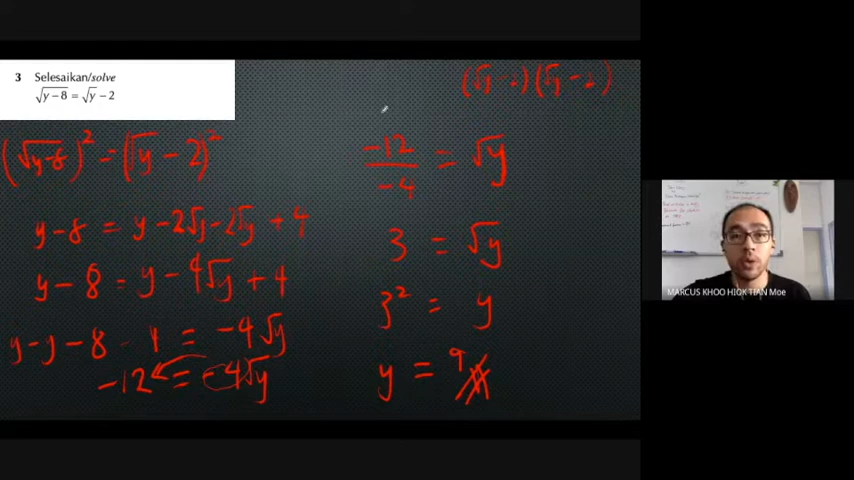 3 Selesaikan/solve
√y-8 = √y - 2
(√y-8)² = (√y - 2)²
y-8 = y-2√y-2√y + 4
y-8 = y-4√y+4
y-y-8-4 = -4√y
-12 = -4√y
(√y-2)(√y-2)
-12/-4 = √y
3 = √y
3² = y
y = 9
MARCUS KHOO HIOK TIAN Moe